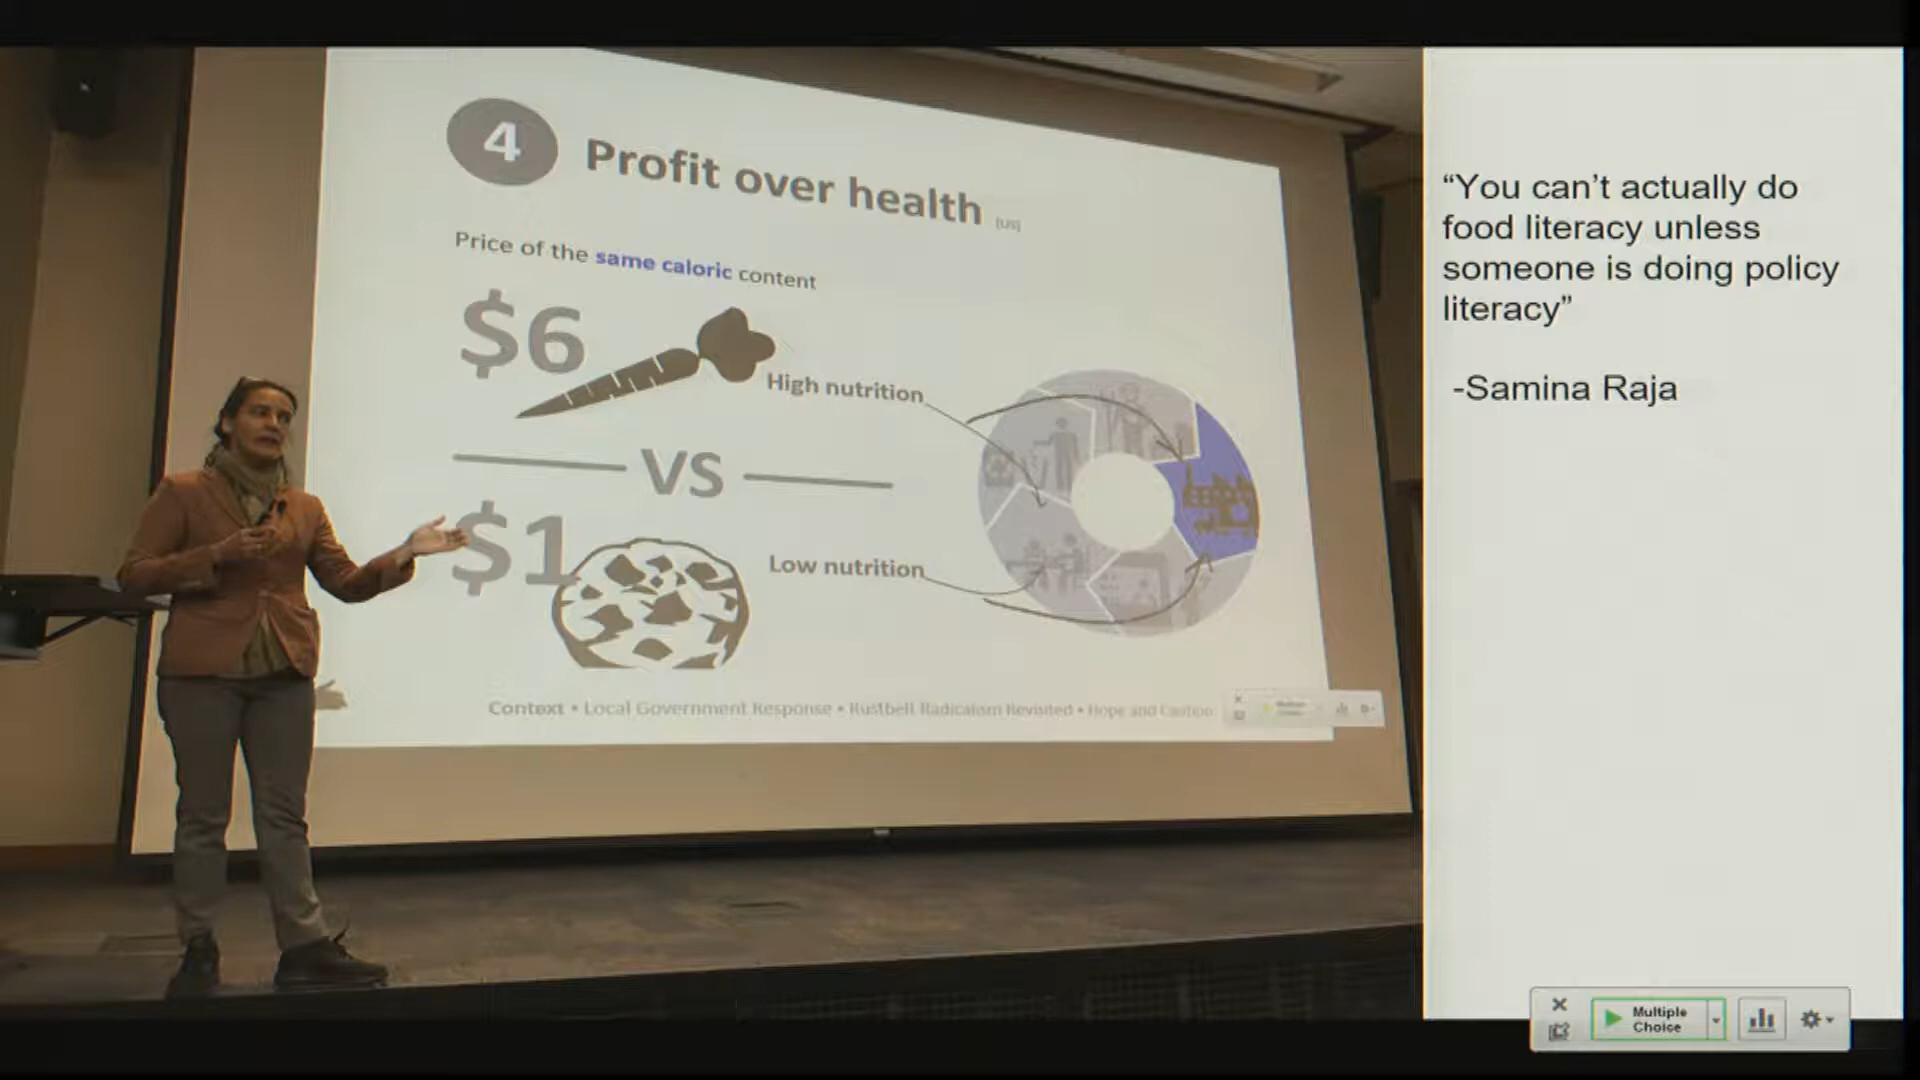 4
Profit over health [US]
Price of the same caloric content
$6
High nutrition
VS
$1
Low nutrition
Context • Local Government Response • Rustbelt Radicalism Revisited • Hope and Caution
“You can’t actually do
food literacy unless
someone is doing policy
literacy”
-Samina Raja
Multiple
Choice